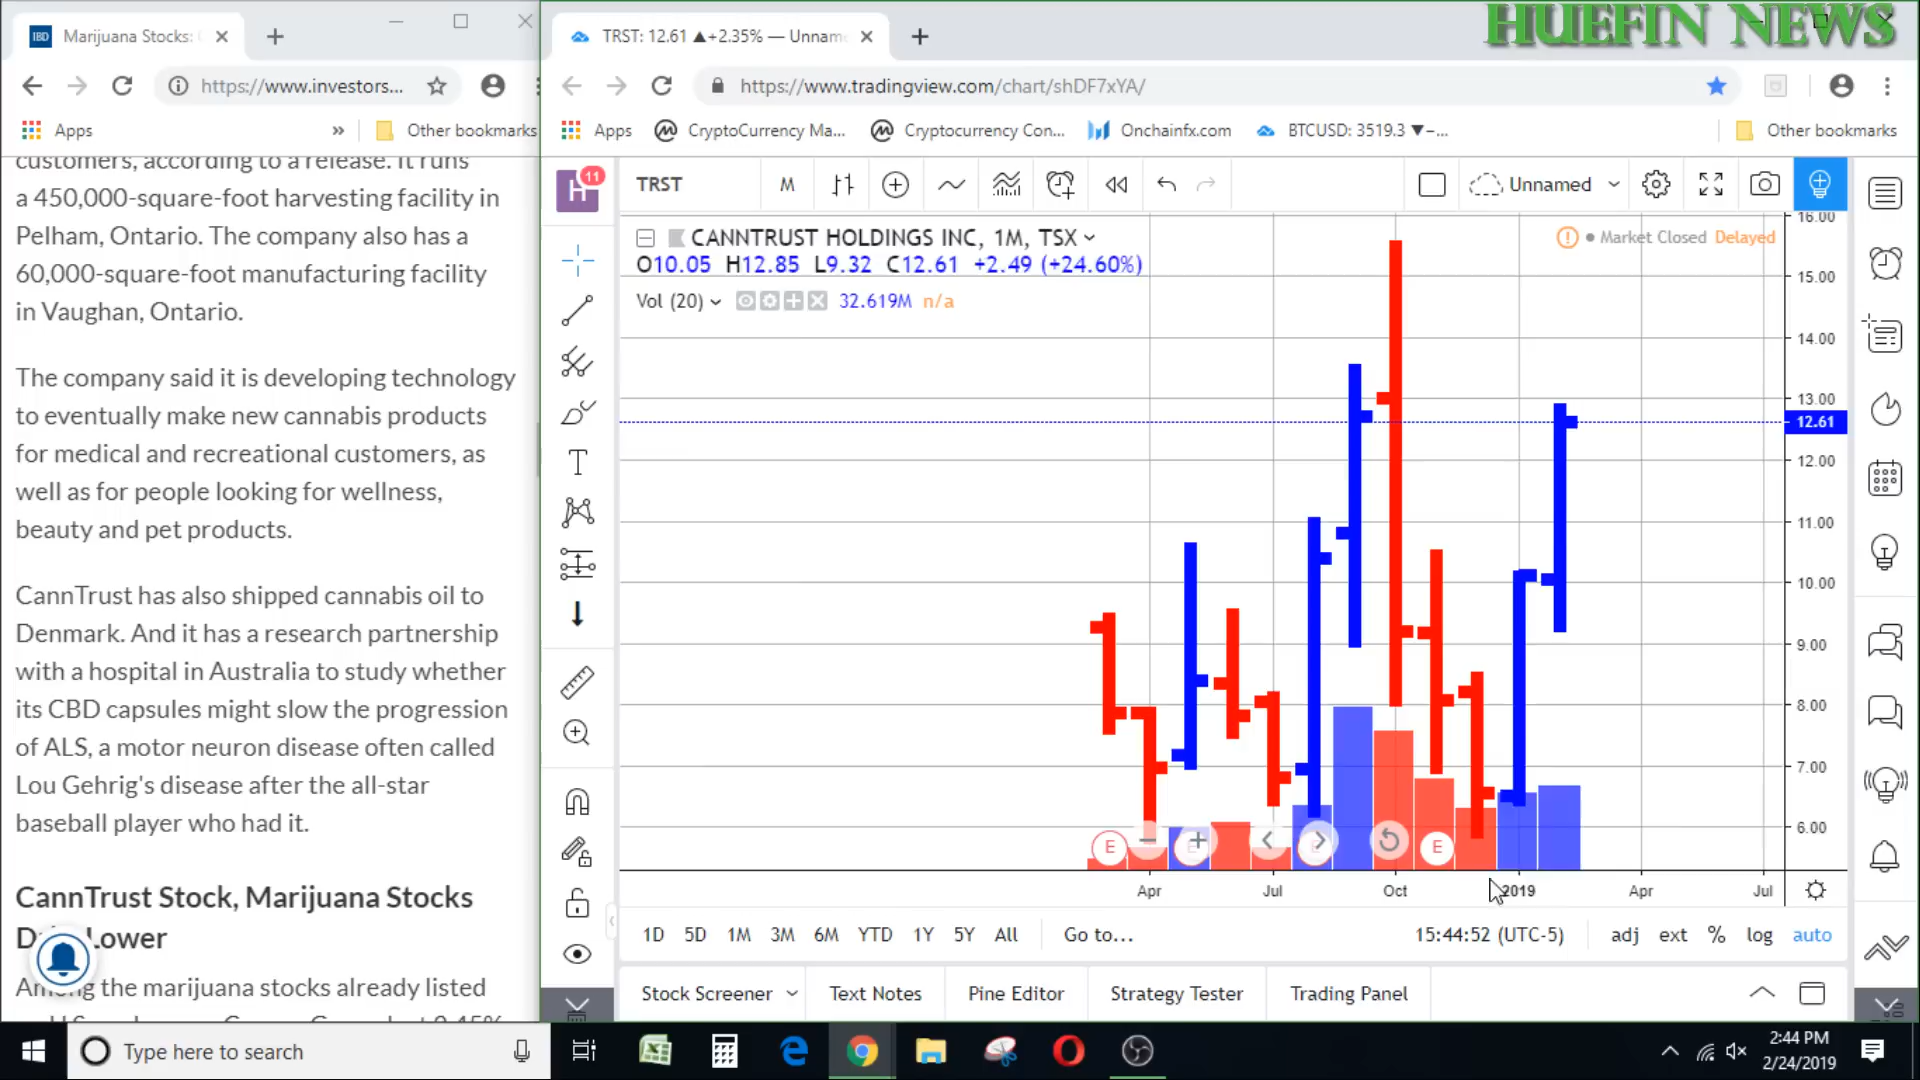 HUEFIN NEWS
IBD Marijuana Stocks:
TRST: 12.61 ▲+2.35% — Unnam
https://www.investors...
https://www.tradingview.com/chart/shDF7xYA/
Apps » Other bookmarks
Apps CryptoCurrency Ma... Cryptocurrency Con... Onchainfx.com BTCUSD: 3519.3 ▼−... Other bookmarks
customers, according to a release. It runs
a 450,000-square-foot harvesting facility in
Pelham, Ontario. The company also has a
60,000-square-foot manufacturing facility
in Vaughan, Ontario.
The company said it is developing technology
to eventually make new cannabis products
for medical and recreational customers, as
well as for people looking for wellness,
beauty and pet products.
CannTrust has also shipped cannabis oil to
Denmark. And it has a research partnership
with a hospital in Australia to study whether
its CBD capsules might slow the progression
of ALS, a motor neuron disease often called
Lou Gehrig's disease after the all-star
baseball player who had it.
CannTrust Stock, Marijuana Stocks
Lower
Among the marijuana stocks already listed
H 11
TRST M Unnamed
CANNTRUST HOLDINGS INC, 1M, TSX
Market Closed Delayed
O10.05 H12.85 L9.32 C12.61 +2.49 (+24.60%)
Vol (20) 32.619M n/a
16.00
15.00
14.00
13.00
12.61
12.00
11.00
10.00
9.00
8.00
7.00
6.00
E E E E
Apr Jul Oct 2019 Apr Jul
1D 5D 1M 3M 6M YTD 1Y 5Y All Go to... 15:44:52 (UTC-5) adj ext % log auto
Stock Screener Text Notes Pine Editor Strategy Tester Trading Panel
Type here to search
2:44 PM
2/24/2019